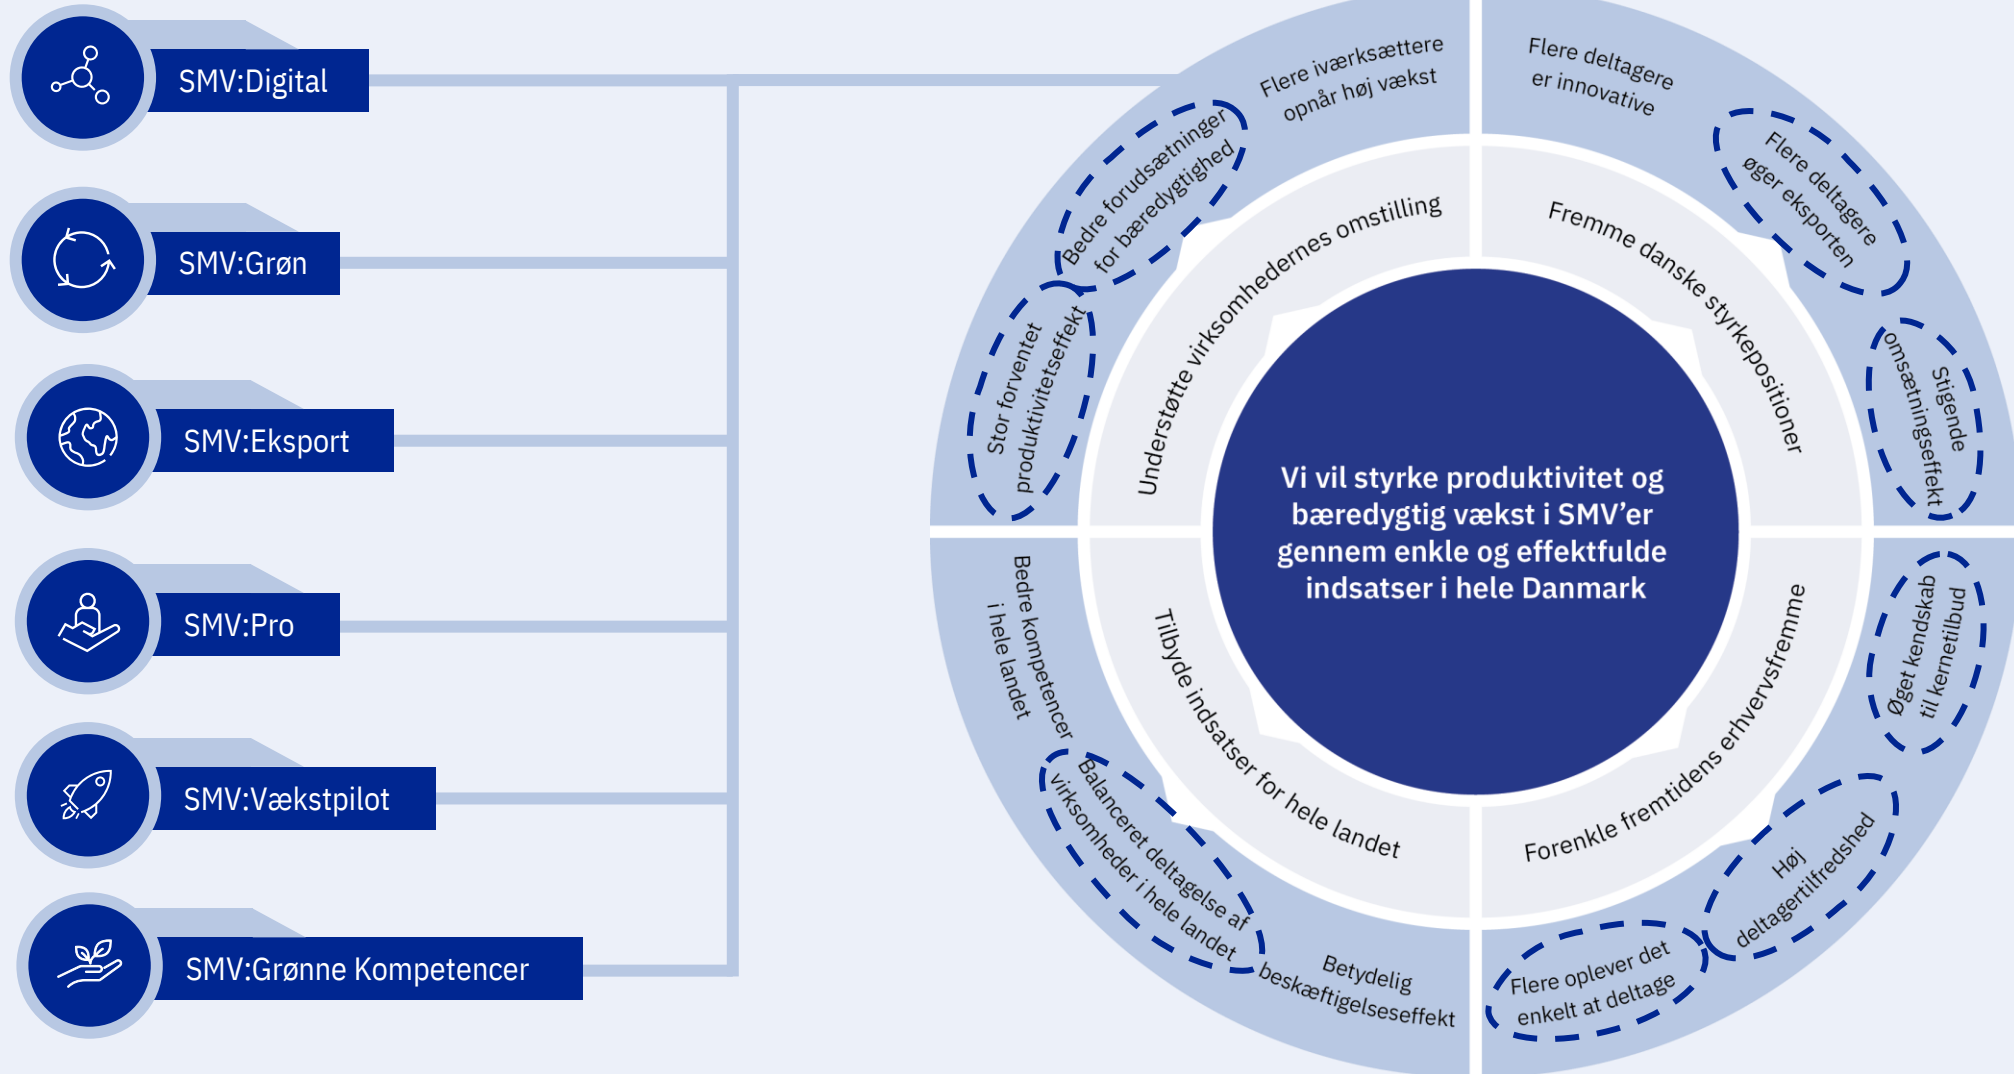 SMV:Digital
SMV:Grøn
SMV:Eksport
SMV:Pro
SMV:Vækstpilot
SMV:Grønne Kompetencer
Flere iværksættere
opnår høj vækst
Bedre forudsætninger
for bæredygtighed
Stor forventet
produktivitetseffekt
Understøtte virksomhedernes omstilling
Flere deltagere
er innovative
Flere deltagere
øger eksporten
Stigende
omsætningseffekt
Fremme danske styrkepositioner
Vi vil styrke produktivitet og
bæredygtig vækst i SMV’er
gennem enkle og effektfulde
indsatser i hele Danmark
Bedre kompetencer
i hele landet
Balanceret deltagelse af
virksomheder i hele landet
Betydelig
beskæftigelseseffekt
Tilbyde indsatser for hele landet
Øget kendskab
til kernetilbud
Høj
deltagertilfredshed
Flere oplever det
enkelt at deltage
Forenkle fremtidens erhvervsfremme